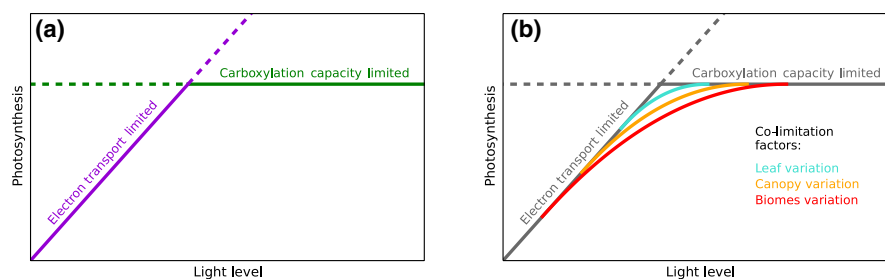 (a)
Photosynthesis
Carboxylation capacity limited
Electron transport limited
Light level
(b)
Photosynthesis
Carboxylation capacity limited
Electron transport limited
Co-limitation
factors:
Leaf variation
Canopy variation
Biomes variation
Light level